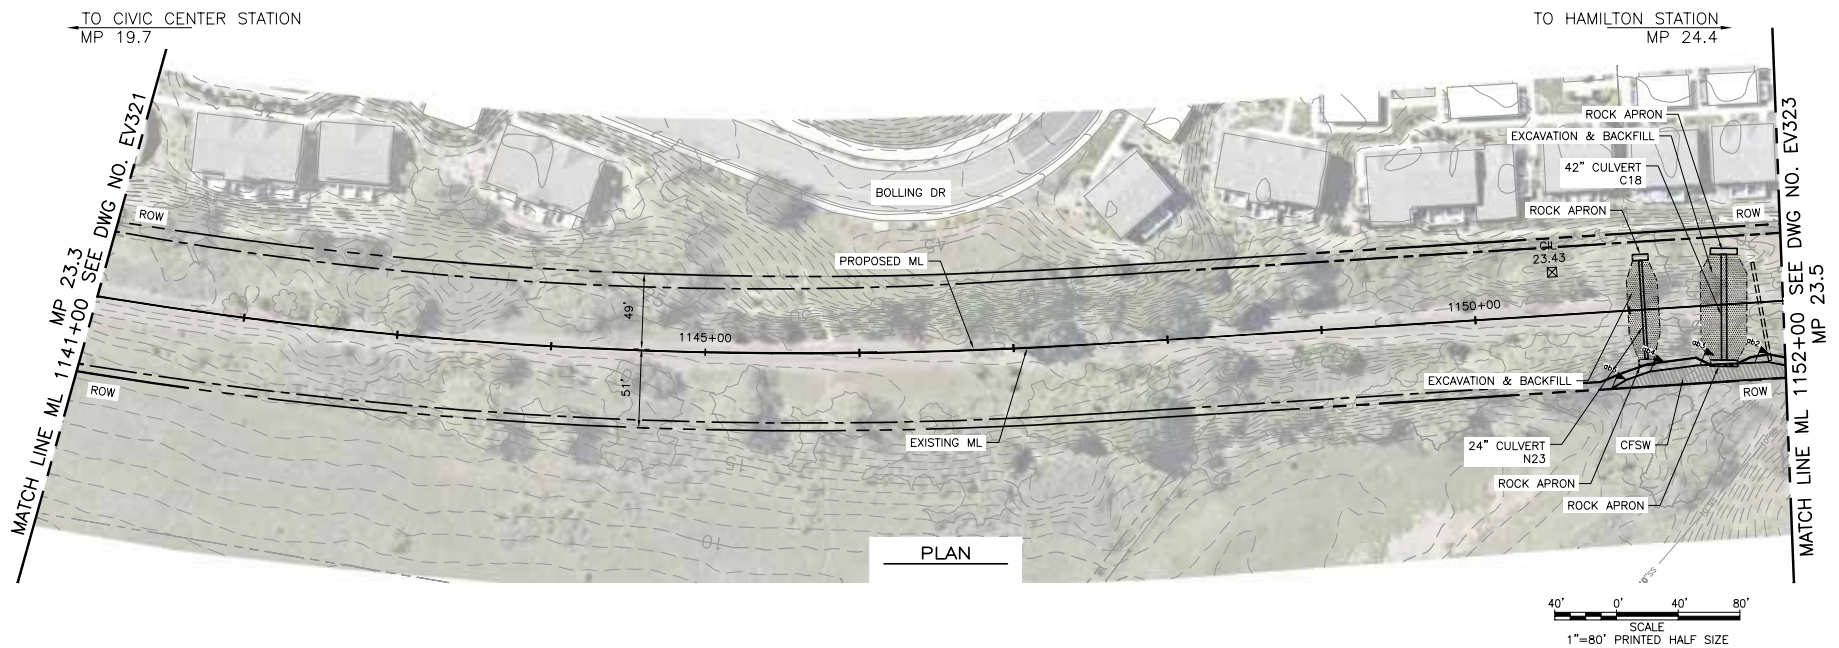 TO CIVIC CENTER STATION
MP 19.7
TO HAMILTON STATION
MP 24.4
MATCH LINE ML 1141+00 SEE DWG NO. EV321
MP 23.3
ROW
ROW
BOLLING DR
PROPOSED ML
49'
51'
1145+00
EXISTING ML
15
10
1150+00
CIL
23.43
ROCK APRON
EXCAVATION & BACKFILL
42" CULVERT
C18
ROCK APRON
ROW
gb2
EXCAVATION & BACKFILL
ROW
24" CULVERT
N23
CFSW
ROCK APRON
ROCK APRON
MATCH LINE ML 1152+00 SEE DWG NO. EV323
MP 23.5
PLAN
40' 0' 40' 80'
SCALE
1"=80' PRINTED HALF SIZE